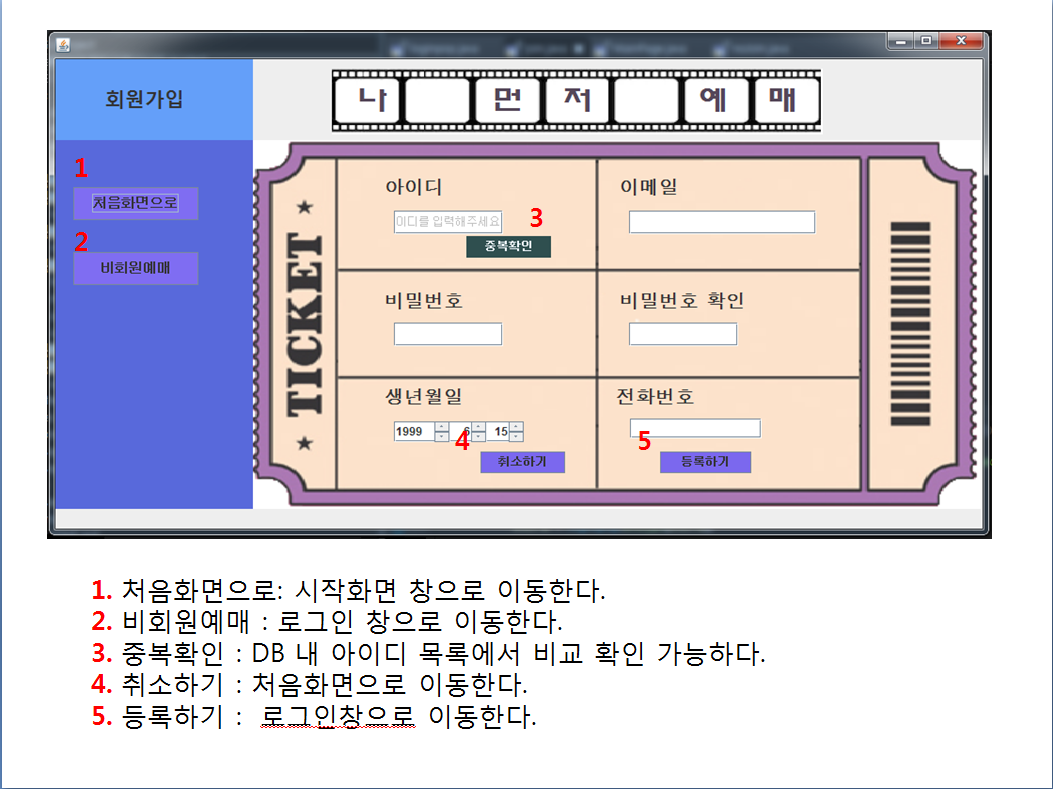 회원가입
나 먼저 예매
1
처음화면으로
2
비회원예매
TICKET
아이디
이메일
이디를 입력해주세요
3
중복확인
비밀번호
비밀번호 확인
생년월일
전화번호
1999 6 15
4
취소하기
5
등록하기
1. 처음화면으로: 시작화면 창으로 이동한다.
2. 비회원예매 : 로그인 창으로 이동한다.
3. 중복확인 : DB 내 아이디 목록에서 비교 확인 가능하다.
4. 취소하기 : 처음화면으로 이동한다.
5. 등록하기 : 로그인창으로 이동한다.